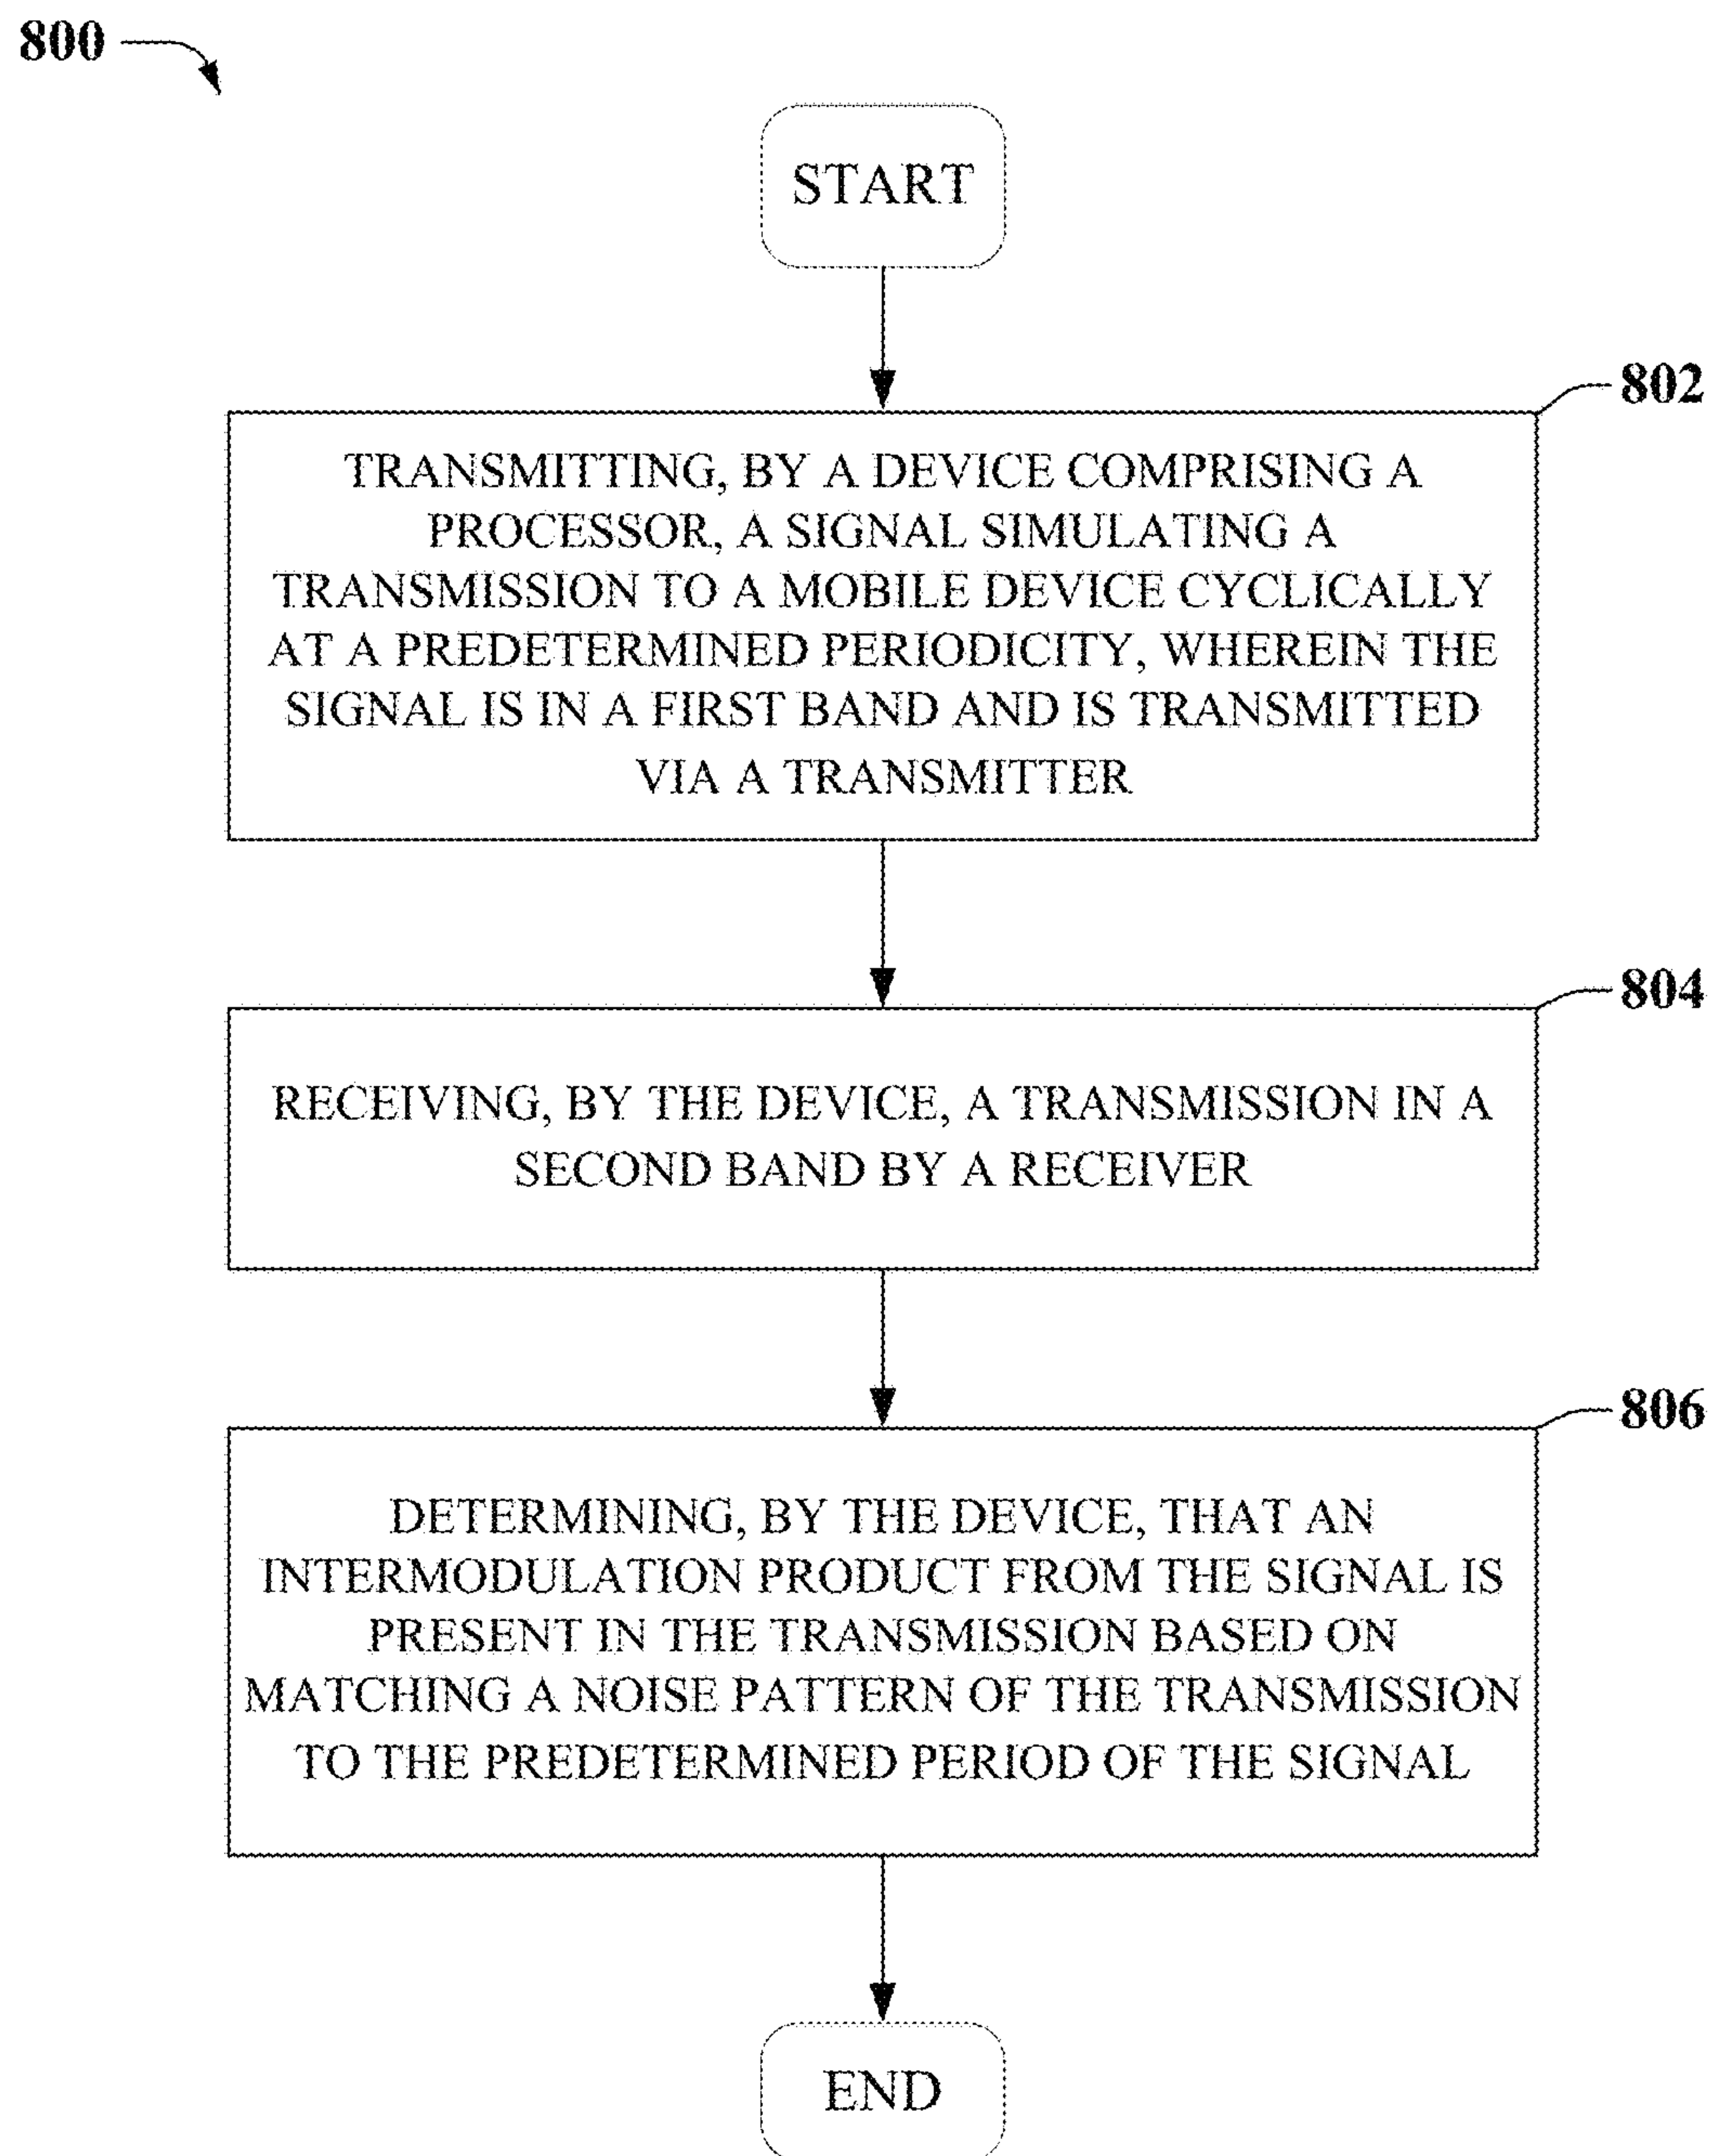 800
START
802
TRANSMITTING, BY A DEVICE COMPRISING A
PROCESSOR, A SIGNAL SIMULATING A
TRANSMISSION TO A MOBILE DEVICE CYCLICALLY
AT A PREDETERMINED PERIODICITY, WHEREIN THE
SIGNAL IS IN A FIRST BAND AND IS TRANSMITTED
VIA A TRANSMITTER
804
RECEIVING, BY THE DEVICE, A TRANSMISSION IN A
SECOND BAND BY A RECEIVER
806
DETERMINING, BY THE DEVICE, THAT AN
INTERMODULATION PRODUCT FROM THE SIGNAL IS
PRESENT IN THE TRANSMISSION BASED ON
MATCHING A NOISE PATTERN OF THE TRANSMISSION
TO THE PREDETERMINED PERIOD OF THE SIGNAL
END